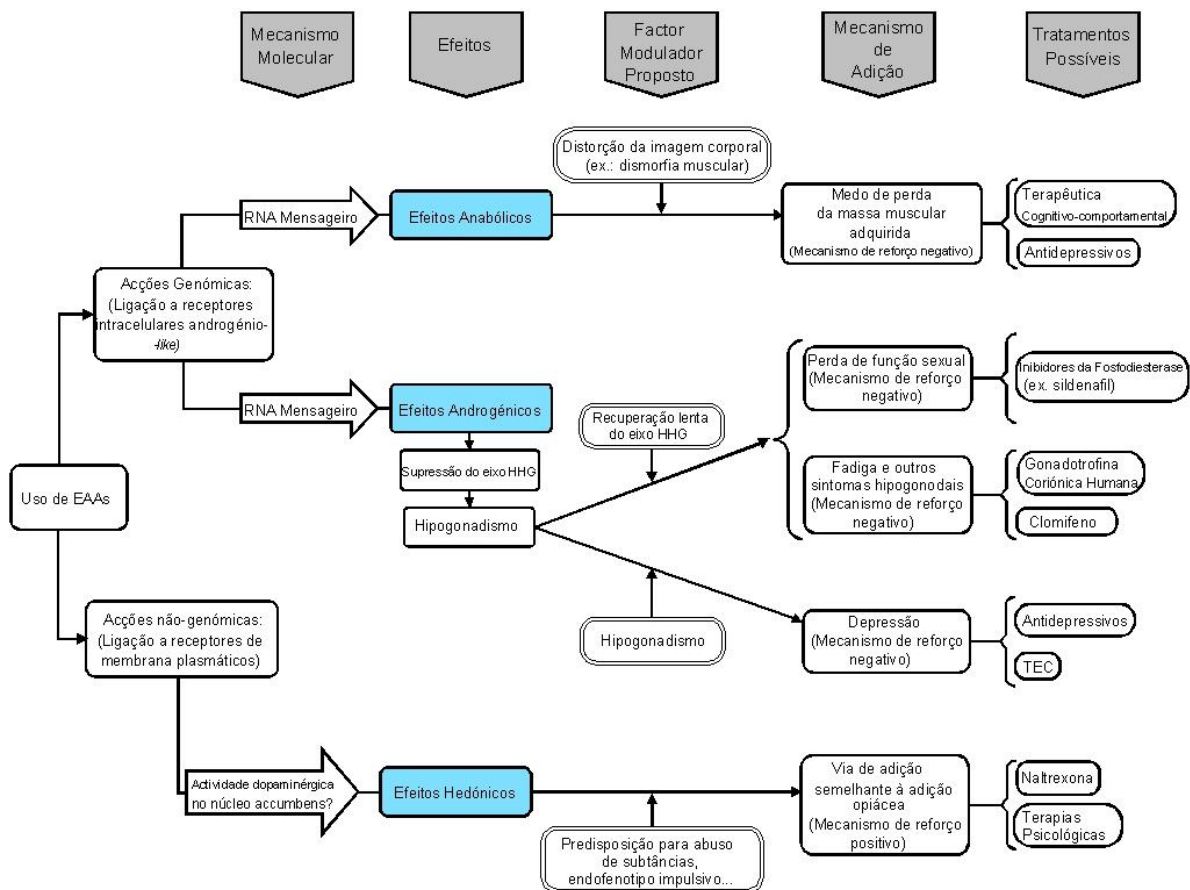 Mecanismo
Molecular
Efeitos
Factor
Modulador
Proposto
Mecanismo
de
Adição
Tratamentos
Possíveis
Distorção da imagem corporal
(ex.: dismorfia muscular)
RNA Mensageiro
Efeitos Anabólicos
Medo de perda
da massa muscular
adquirida
(Mecanismo de reforço negativo)
Terapêutica
Cognitivo-comportamental
Antidepressivos
Acções Genómicas:
(Ligação a receptores
intracelulares androgénio-
-like)
RNA Mensageiro
Efeitos Androgénicos
Supressão do eixo HHG
Hipogonadismo
Recuperação lenta
do eixo HHG
Perda de função sexual
(Mecanismo de reforço
negativo)
Inibidores da Fosfodiesterase
(ex. sildenafil)
Fadiga e outros
sintomas hipogonodais
(Mecanismo de reforço
negativo)
Gonadotrofina
Coriónica Humana
Clomifeno
Uso de EAAs
Acções não-genómicas:
(Ligação a receptores de
membrana plasmáticos)
Hipogonadismo
Depressão
(Mecanismo de reforço
negativo)
Antidepressivos
TEC
Actividade dopaminérgica
no núcleo accumbens?
Efeitos Hedónicos
Predisposição para abuso
de subtâncias,
endofenotipo impulsivo...
Via de adição
semelhante à adição
opiácea
(Mecanismo de reforço
positivo)
Naltrexona
Terapias
Psicológicas